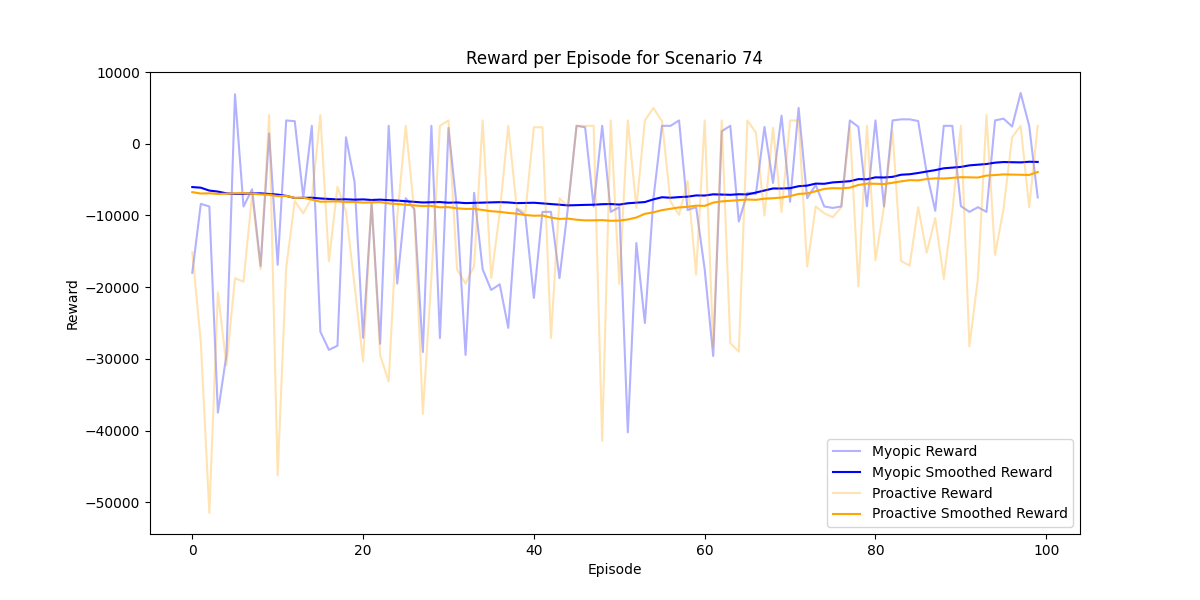 Reward per Episode for Scenario 74
10000
0
−10000
−20000
−30000
−40000
−50000
Reward
0
20
40
60
80
100
Episode
Myopic Reward
Myopic Smoothed Reward
Proactive Reward
Proactive Smoothed Reward